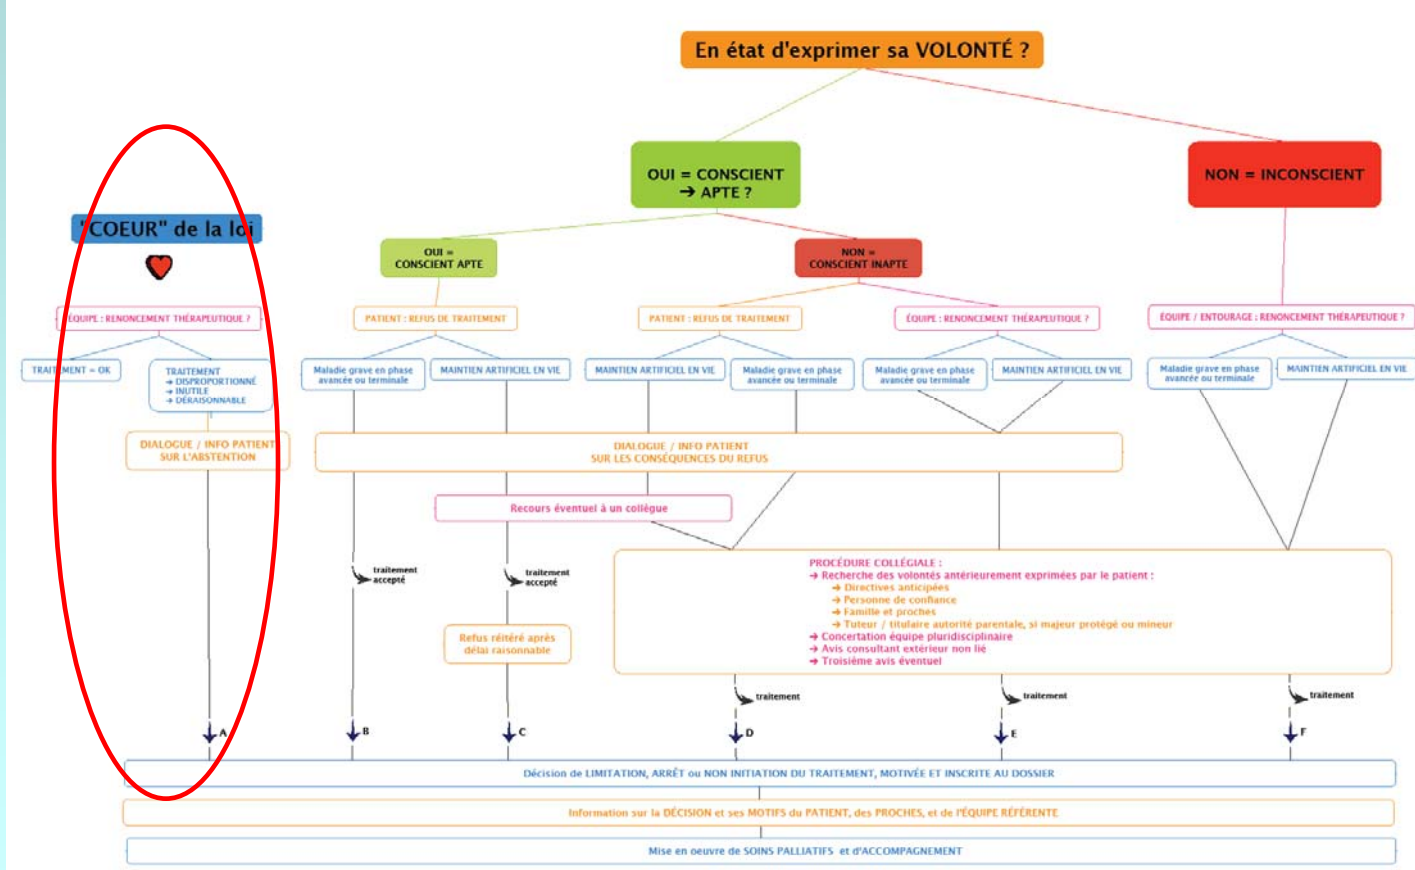 En état d'exprimer sa VOLONTÉ ?
OUI = CONSCIENT
➔ APTE ?
NON = INCONSCIENT
"COEUR" de la loi
OUI =
CONSCIENT APTE
NON =
CONSCIENT INAPTE
ÉQUIPE : RENONCEMENT THÉRAPEUTIQUE ?
PATIENT : REFUS DE TRAITEMENT
PATIENT : REFUS DE TRAITEMENT
ÉQUIPE : RENONCEMENT THÉRAPEUTIQUE ?
ÉQUIPE / ENTOURAGE : RENONCEMENT THÉRAPEUTIQUE ?
TRAITEMENT = OK
TRAITEMENT
➔ DISPROPORTIONNÉ
➔ INUTILE
➔ DÉRAISONNABLE
Maladie grave en phase
avancée ou terminale
MAINTIEN ARTIFICIEL EN VIE
MAINTIEN ARTIFICIEL EN VIE
Maladie grave en phase
avancée ou terminale
Maladie grave en phase
avancée ou terminale
MAINTIEN ARTIFICIEL EN VIE
Maladie grave en phase
avancée ou terminale
MAINTIEN ARTIFICIEL EN VIE
DIALOGUE / INFO PATIENT
SUR L'ABSTENTION
DIALOGUE / INFO PATIENT
SUR LES CONSÉQUENCES DU REFUS
Recours éventuel à un collègue
traitement
accepté
traitement
accepté
PROCÉDURE COLLÉGIALE :
➔ Recherche des volontés antérieurement exprimées par le patient :
➔ Directives anticipées
➔ Personne de confiance
➔ Famille et proches
➔ Tuteur / titulaire autorité parentale, si majeur protégé ou mineur
➔ Concertation équipe pluridisciplinaire
➔ Avis consultant extérieur non lié
➔ Troisième avis éventuel
Refus réitéré après
délai raisonnable
traitement
traitement
traitement
A
B
C
D
E
F
Décision de LIMITATION, ARRÊT ou NON INITIATION DU TRAITEMENT, MOTIVÉE ET INSCRITE AU DOSSIER
Information sur la DÉCISION et ses MOTIFS du PATIENT, des PROCHES, et de l'ÉQUIPE RÉFÉRENTE
Mise en oeuvre de SOINS PALLIATIFS et d'ACCOMPAGNEMENT